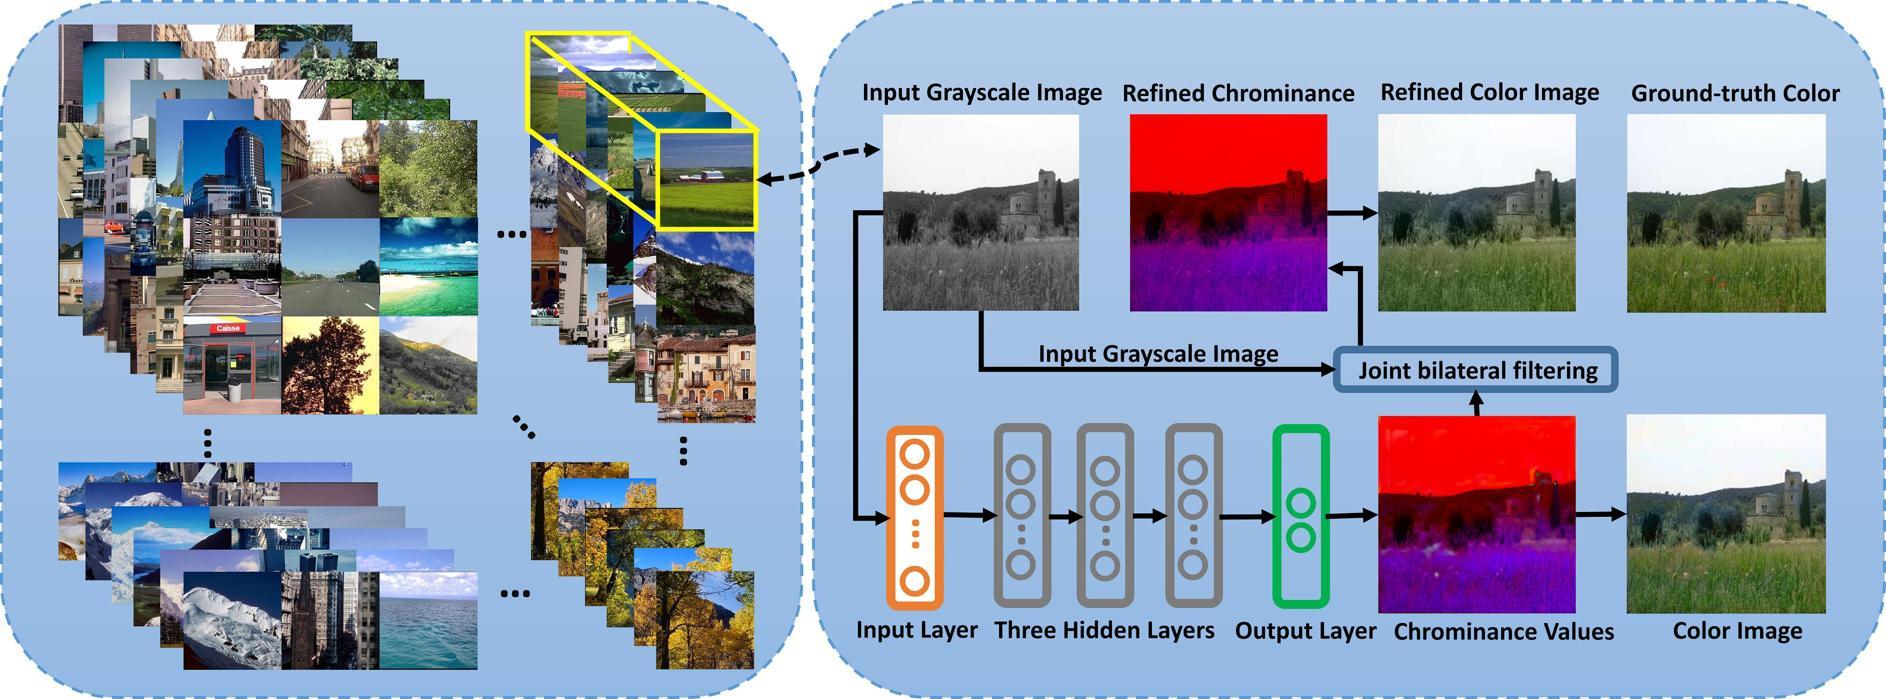 Caisse
Input Grayscale Image
Refined Chrominance
Refined Color Image
Ground-truth Color
Input Grayscale Image
Joint bilateral filtering
Input Layer
Three Hidden Layers
Output Layer
Chrominance Values
Color Image